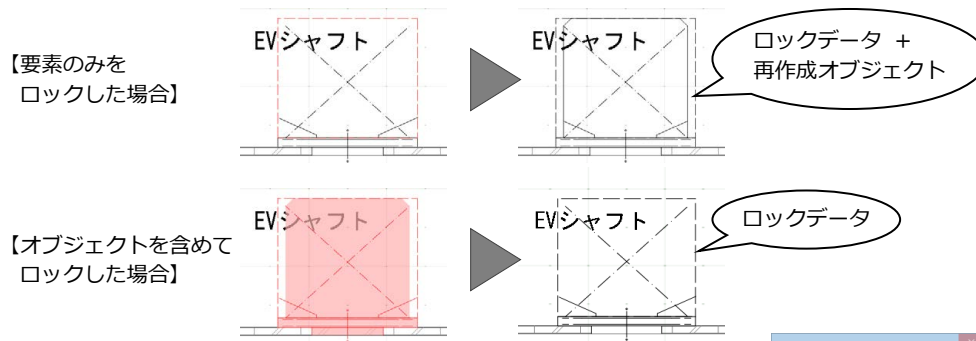 【要素のみを
ロックした場合】
EVシャフト
EVシャフト
ロックデータ +
再作成オブジェクト
【オブジェクトを含めて
ロックした場合】
EVシャフト
EVシャフト
ロックデータ